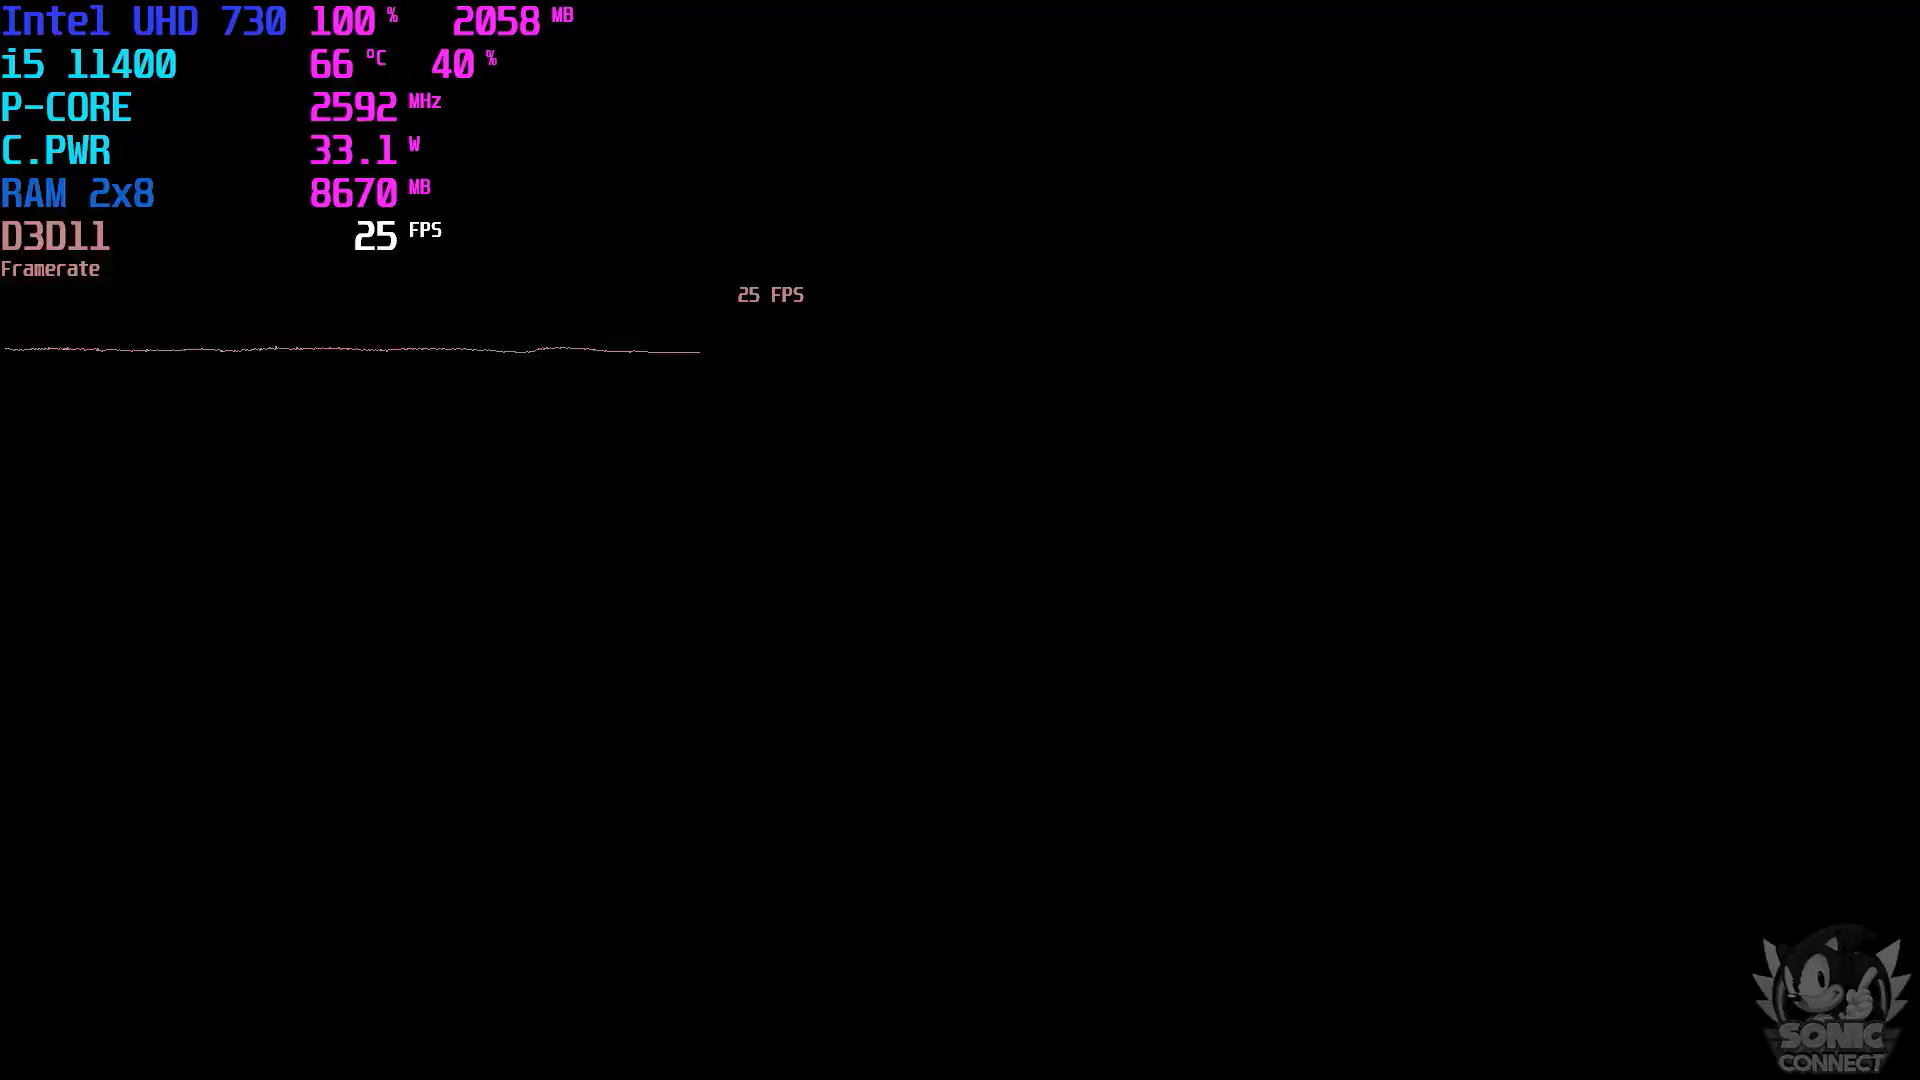 Intel UHD 730 100 % 2058 MB
i5 11400 66 °C 40 %
P-CORE 2592 MHz
C.PWR 33.1 W
RAM 2x8 8670 MB
D3D11 25 FPS
Framerate
25 FPS
SONIC
CONNECT